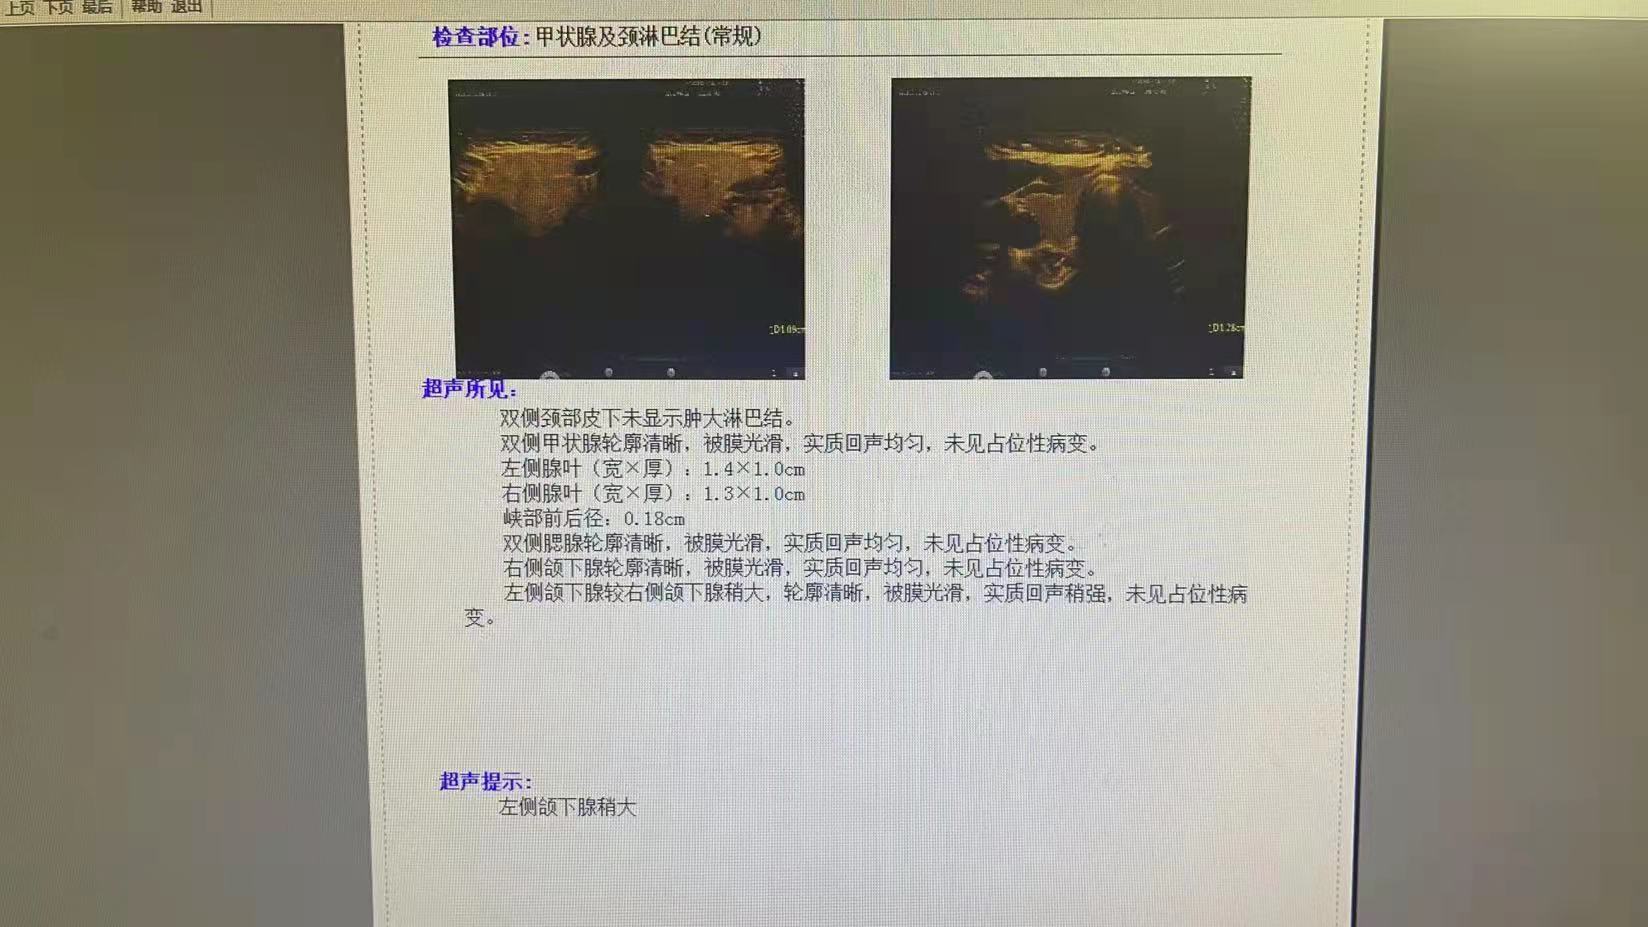 上页 下页 最后 帮助 退出
检查部位:甲状腺及颈淋巴结(常规)
超声所见:
双侧颈部皮下未显示肿大淋巴结。
双侧甲状腺轮廓清晰，被膜光滑，实质回声均匀，未见占位性病变。
左侧腺叶（宽×厚）：1.4×1.0cm
右侧腺叶（宽×厚）：1.3×1.0cm
峡部前后径：0.18cm
双侧腮腺轮廓清晰，被膜光滑，实质回声均匀，未见占位性病变。
右侧颌下腺轮廓清晰，被膜光滑，实质回声均匀，未见占位性病变。
左侧颌下腺较右侧颌下腺稍大，轮廓清晰，被膜光滑，实质回声稍强，未见占位性病
变。
超声提示:
左侧颌下腺稍大